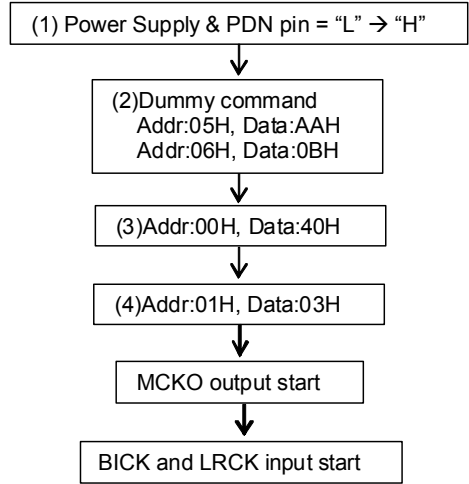 (1) Power Supply & PDN pin = “L” → “H”
(2)Dummy command
Addr:05H, Data:AAH
Addr:06H, Data:0BH
(3)Addr:00H, Data:40H
(4)Addr:01H, Data:03H
MCKO output start
BICK and LRCK input start